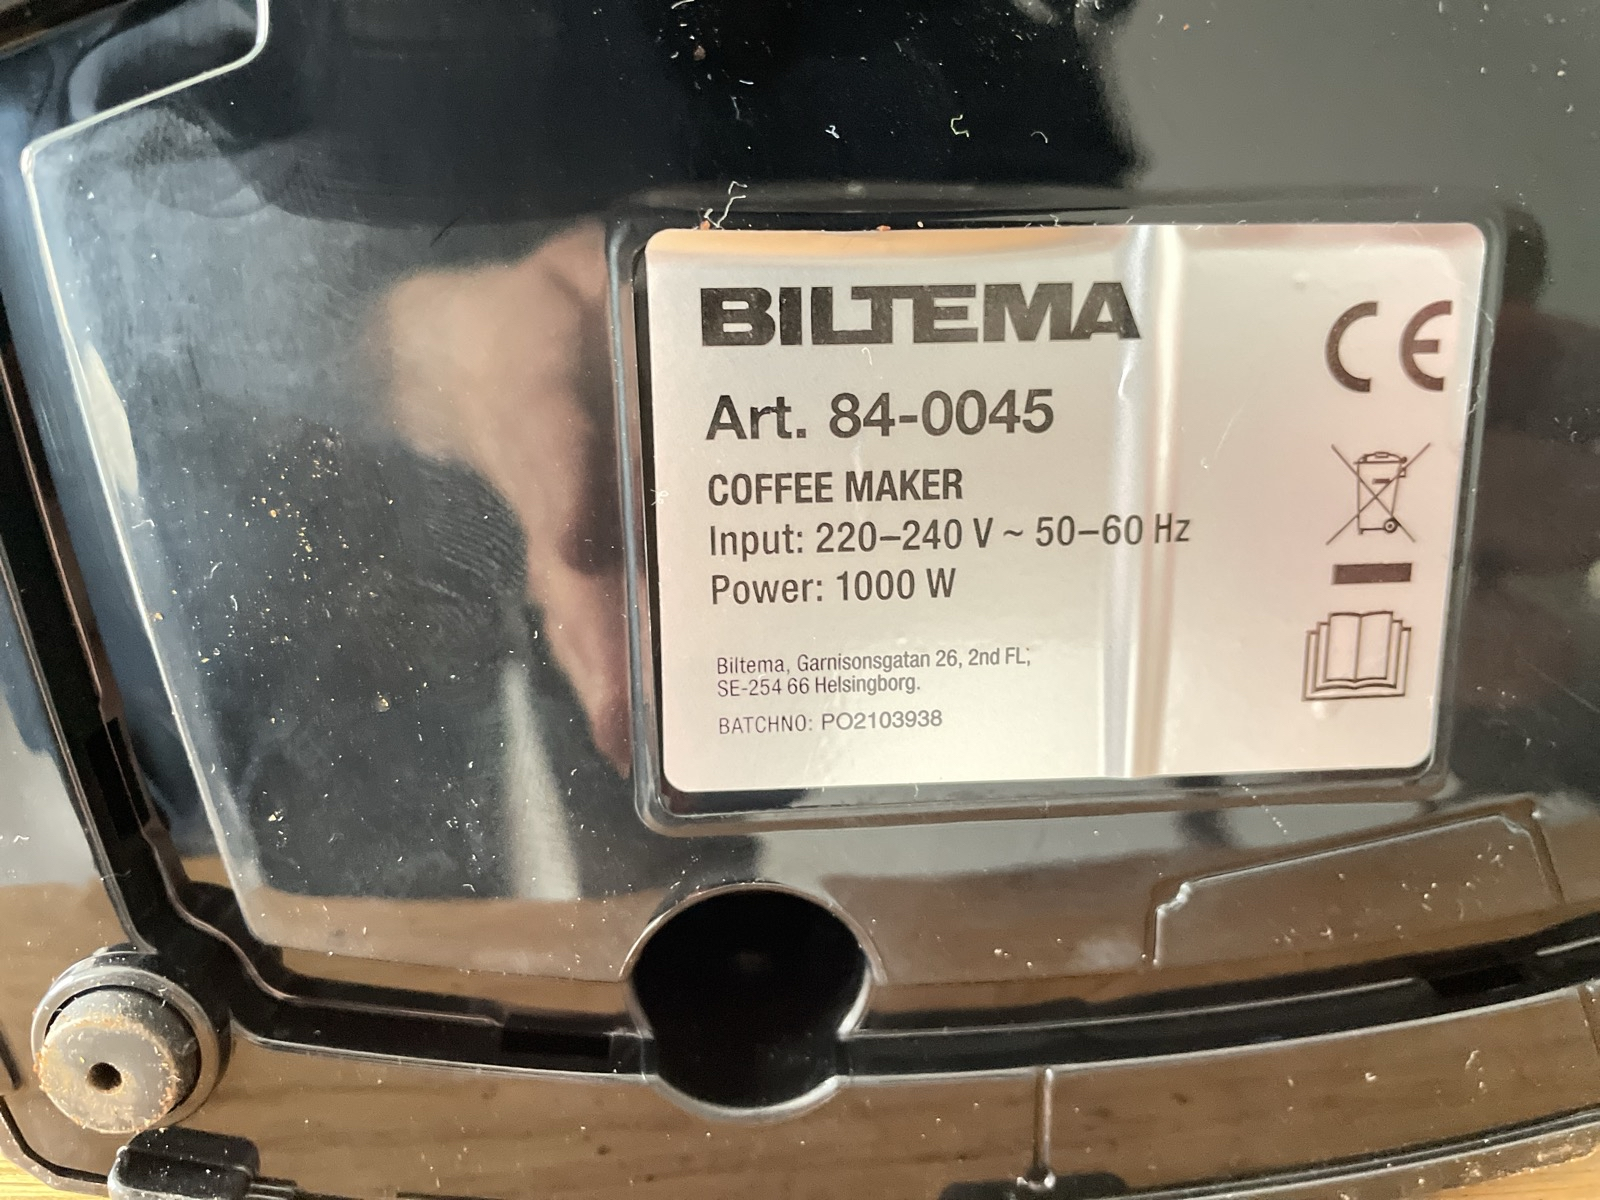 BILTEMA
CE
Art. 84-0045
COFFEE MAKER
Input: 220–240 V ~ 50–60 Hz
Power: 1000 W
Biltema, Garnisonsgatan 26, 2nd FL;
SE-254 66 Helsingborg.
BATCHNO: PO2103938